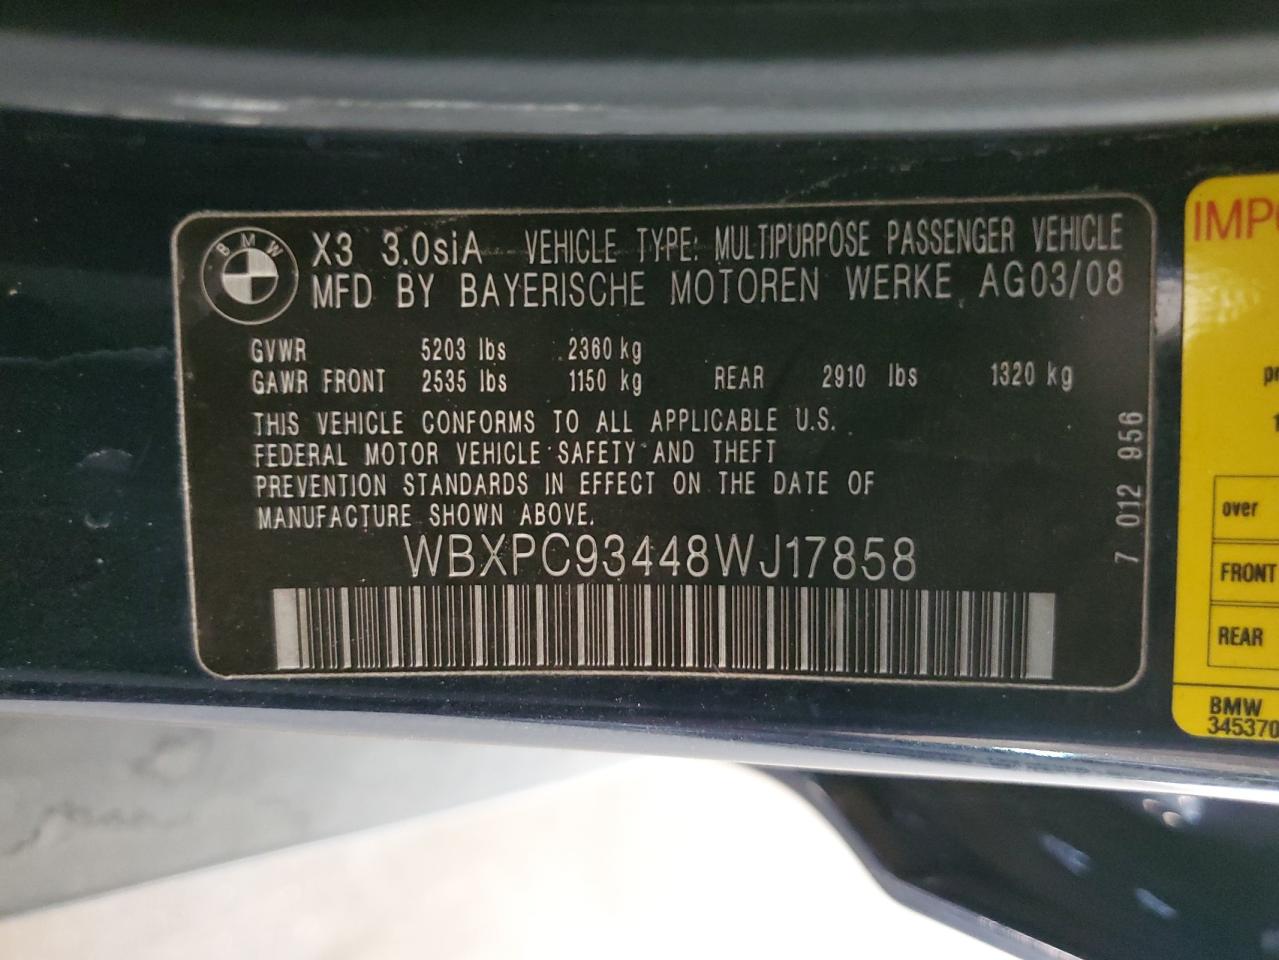 BMW
X3 3.0siA VEHICLE TYPE: MULTIPURPOSE PASSENGER VEHICLE
MFD BY BAYERISCHE MOTOREN WERKE AG03/08
GVWR 5203 lbs 2360 kg
GAWR FRONT 2535 lbs 1150 kg REAR 2910 lbs 1320 kg
THIS VEHICLE CONFORMS TO ALL APPLICABLE U.S.
FEDERAL MOTOR VEHICLE SAFETY AND THEFT
PREVENTION STANDARDS IN EFFECT ON THE DATE OF
MANUFACTURE SHOWN ABOVE.
WBXPC93448WJ17858
7 012 956
over
FRONT
REAR
BMW